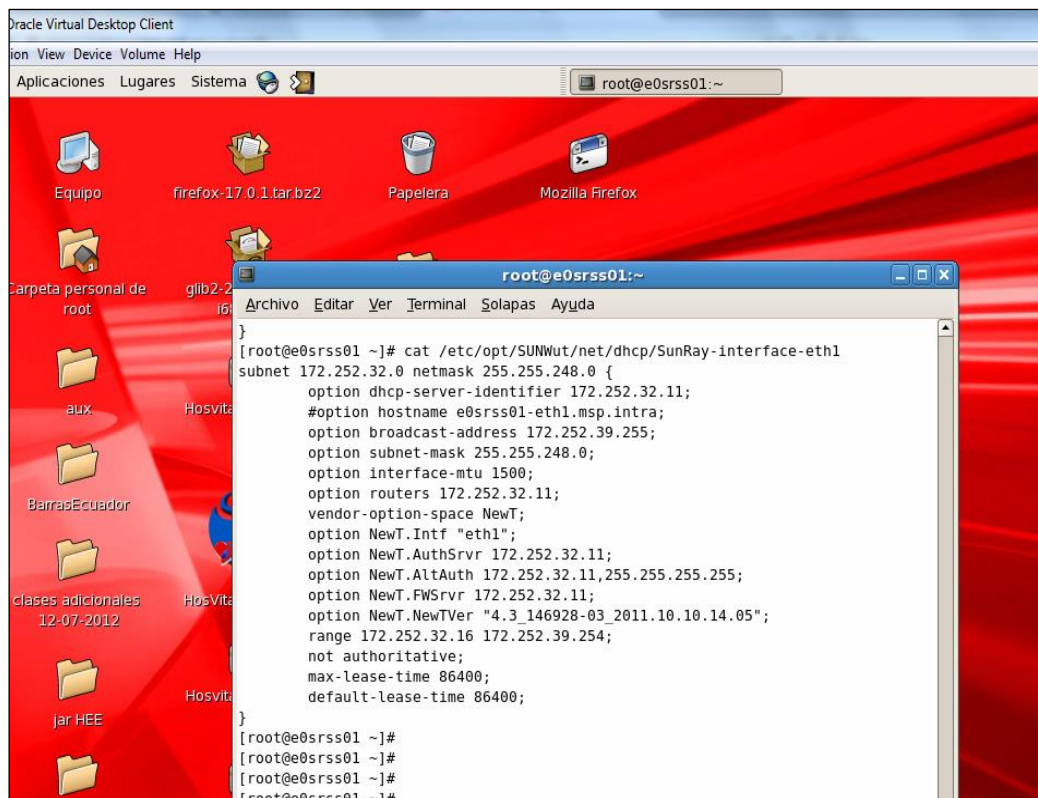 Oracle Virtual Desktop Client
ion View Device Volume Help
Aplicaciones Lugares Sistema
root@e0srss01:~
Equipo
firefox-17.0.1.tar.bz2
Papelera
Mozilla Firefox
Carpeta personal de
root
glib2-2
i6
aux
Hosvita
BarrasEcuador
clases adicionales
12-07-2012
HosVita
jar HEE
Hosvita
root@e0srss01:~
Archivo Editar Ver Terminal Solapas Ayuda
}
[root@e0srss01 ~]# cat /etc/opt/SUNWut/net/dhcp/SunRay-interface-eth1
subnet 172.252.32.0 netmask 255.255.248.0 {
option dhcp-server-identifier 172.252.32.11;
#option hostname e0srss01-eth1.msp.intra;
option broadcast-address 172.252.39.255;
option subnet-mask 255.255.248.0;
option interface-mtu 1500;
option routers 172.252.32.11;
vendor-option-space NewT;
option NewT.Intf "eth1";
option NewT.AuthSrvr 172.252.32.11;
option NewT.AltAuth 172.252.32.11,255.255.255.255;
option NewT.FWSrvr 172.252.32.11;
option NewT.NewTVer "4.3_146928-03_2011.10.10.14.05";
range 172.252.32.16 172.252.39.254;
not authoritative;
max-lease-time 86400;
default-lease-time 86400;
}
[root@e0srss01 ~]#
[root@e0srss01 ~]#
[root@e0srss01 ~]#
[root@e0srss01 ~]#